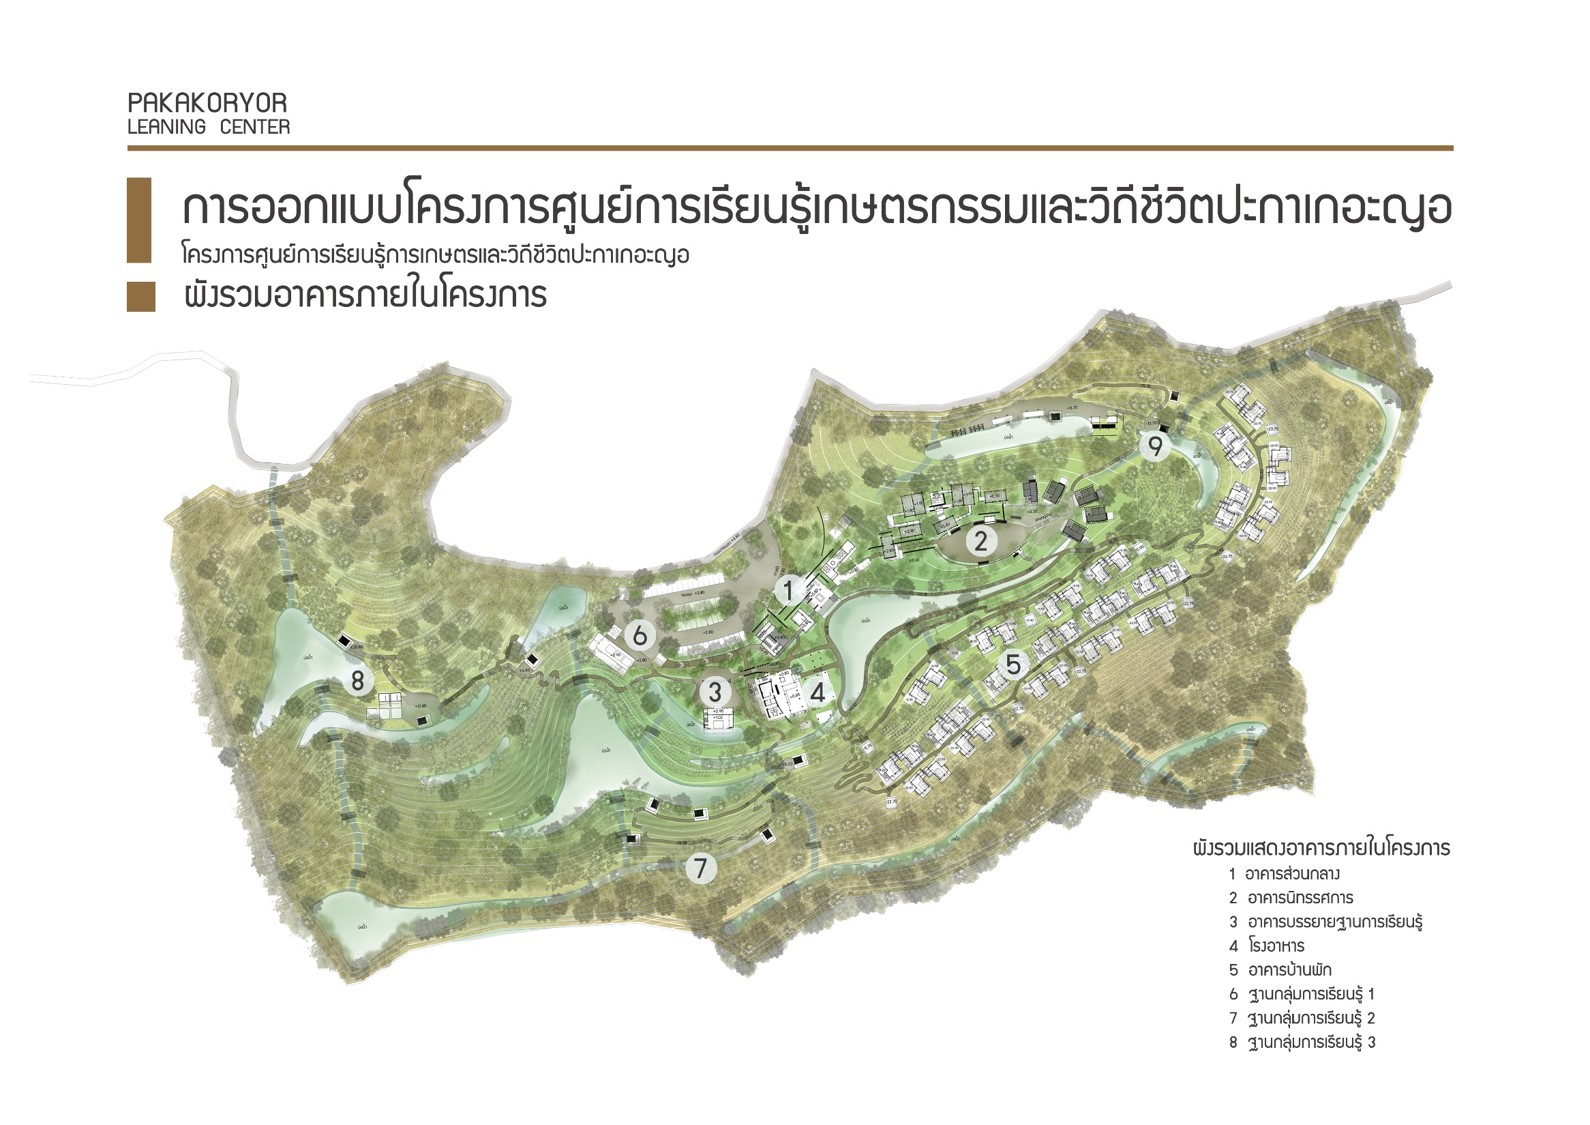 PAKAKORYOR
LEANING CENTER
การออกแบบโครงการศูนย์การเรียนรู้เกษตรกรรมและวิถีชีวิตปะกาเกอะญอ
โครงการศูนย์การเรียนรู้การเกษตรและวิถีชีวิตปะกาเกอะญอ
ผังรวมอาคารภายในโครงการ
9
2
1
6
5
8
3
4
7
ผังรวมแสดงอาคารภายในโครงการ
1 อาคารส่วนกลาง
2 อาคารนิทรรศการ
3 อาคารบรรยายฐานการเรียนรู้
4 โรงอาหาร
5 อาคารบ้านพัก
6 ฐานกลุ่มการเรียนรู้ 1
7 ฐานกลุ่มการเรียนรู้ 2
8 ฐานกลุ่มการเรียนรู้ 3